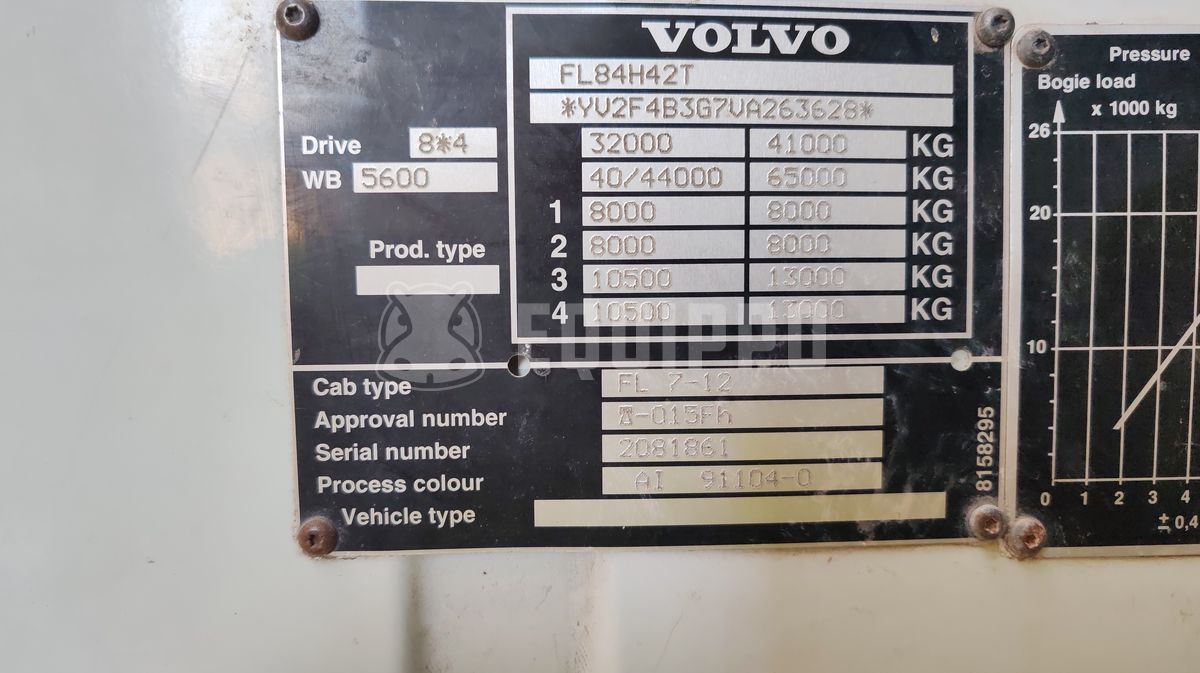 VOLVO
FL84H42T
*YV2F4B3G7VA263628*
Drive 8*4 32000 41000 KG
WB 5600 40/44000 65000 KG
1 8000 8000 KG
2 8000 8000 KG
Prod. type
3 10500 13000 KG
4 10500 13000 KG
EQUIPPO
Cab type FL 7-12
Approval number -015Fh
Serial number 2081861
Process colour AI 91104-0
Vehicle type
8158295
Pressure
Bogie load
x 1000 kg
26
20
10
0 1 2 3 4
± 0,4